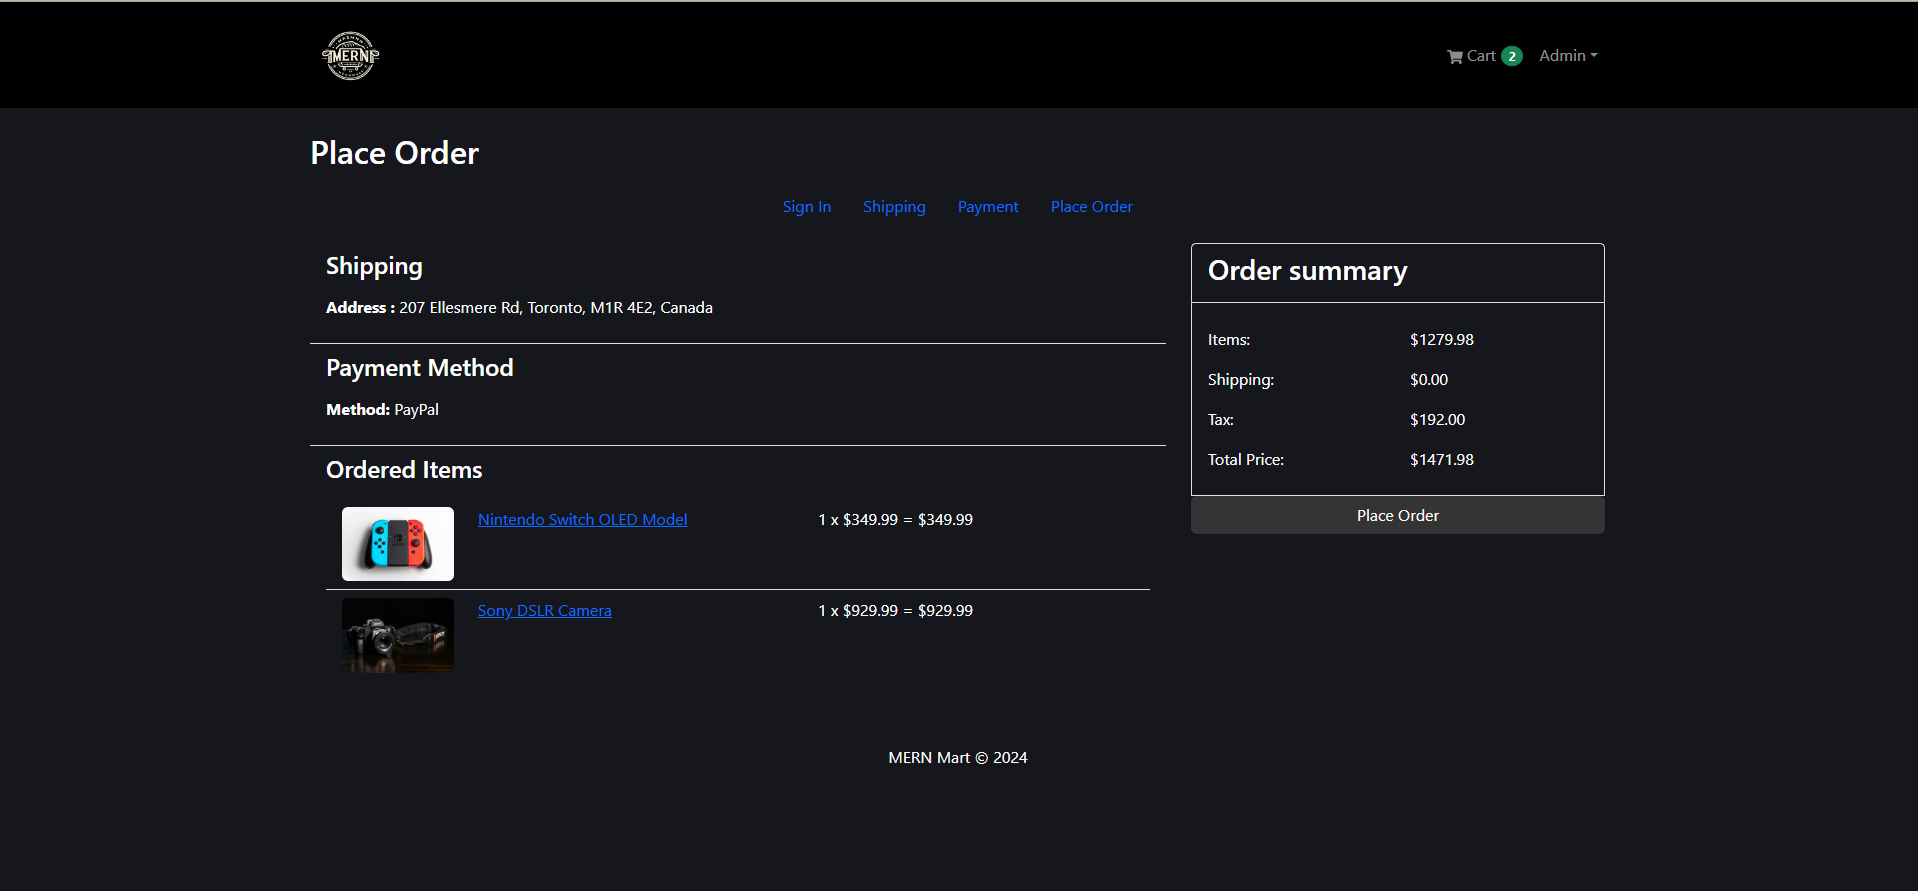 MERN
Cart 2 Admin
Place Order
Sign In Shipping Payment Place Order
Shipping
Address : 207 Ellesmere Rd, Toronto, M1R 4E2, Canada
Payment Method
Method: PayPal
Ordered Items
Nintendo Switch OLED Model 1 x $349.99 = $349.99
Sony DSLR Camera 1 x $929.99 = $929.99
Order summary
Items: $1279.98
Shipping: $0.00
Tax: $192.00
Total Price: $1471.98
Place Order
MERN Mart © 2024